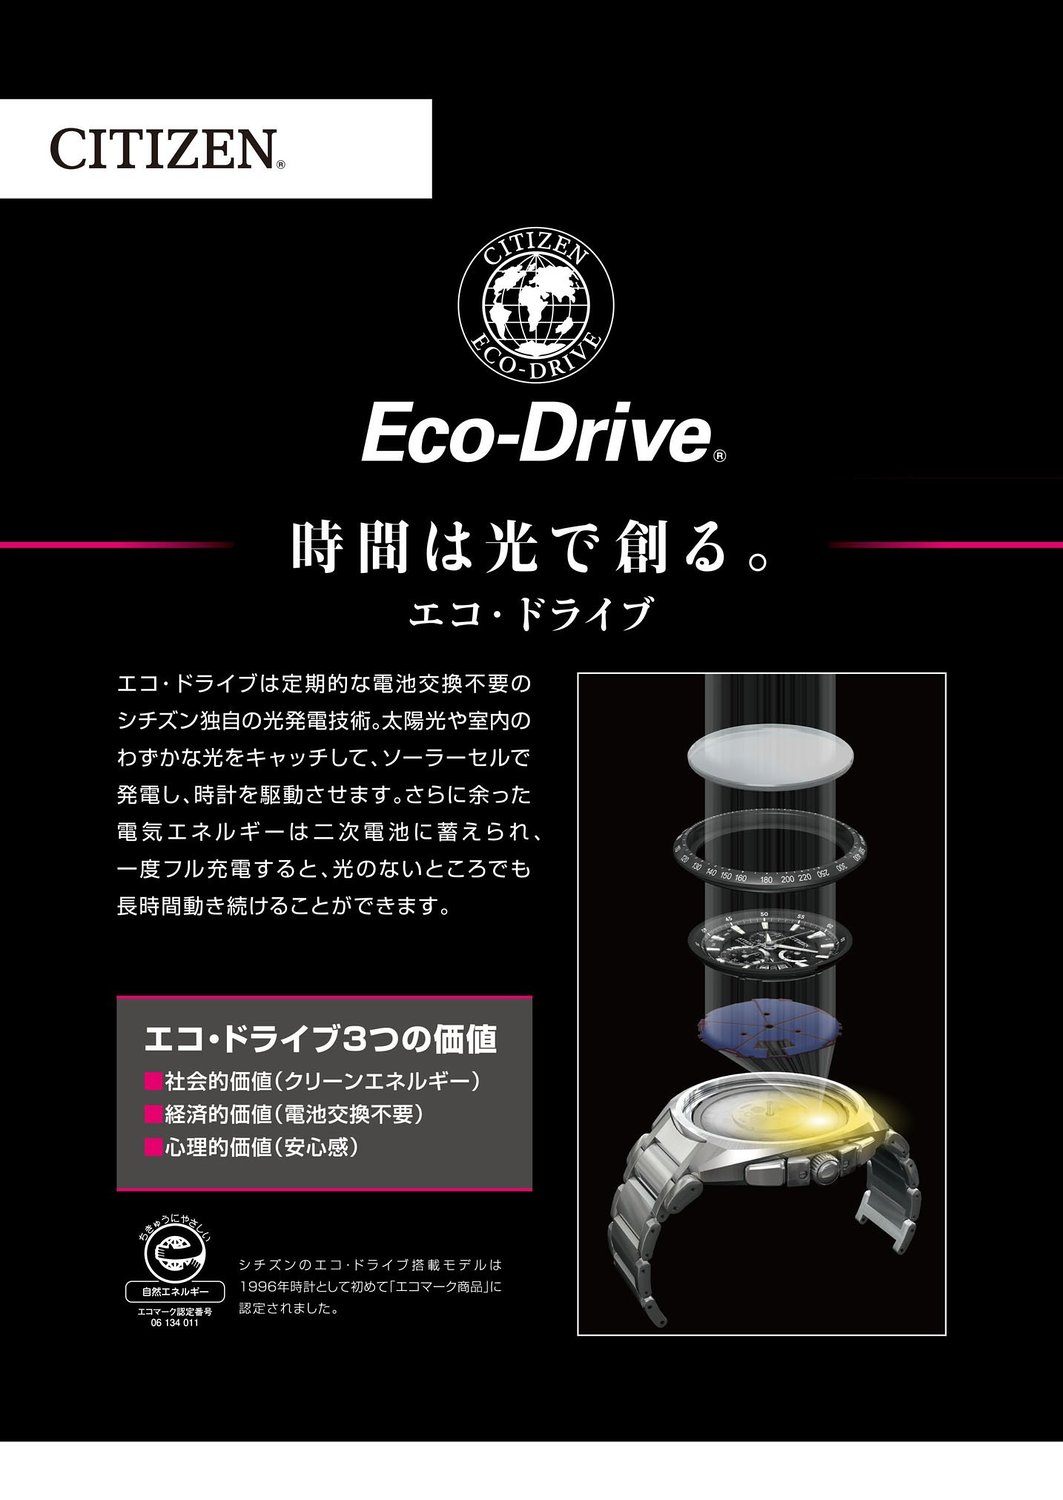 CITIZEN®
CITIZEN
ECO-DRIVE
Eco-Drive®
時間は光で創る。
エコ・ドライブ
エコ・ドライブは定期的な電池交換不要の
シチズン独自の光発電技術。太陽光や室内の
わずかな光をキャッチして、ソーラーセルで
発電し、時計を駆動させます。さらに余った
電気エネルギーは二次電池に蓄えられ、
一度フル充電すると、光のないところでも
長時間動き続けることができます。
エコ・ドライブ3つの価値
■社会的価値（クリーンエネルギー）
■経済的価値（電池交換不要）
■心理的価値（安心感）
ちきゅうにやさしい
自然エネルギー
エコマーク認定番号
06 134 011
シチズンのエコ・ドライブ搭載モデルは
1996年時計として初めて「エコマーク商品」に
認定されました。
130 140 150 160 180 200 220 250 300
45 50 55 60